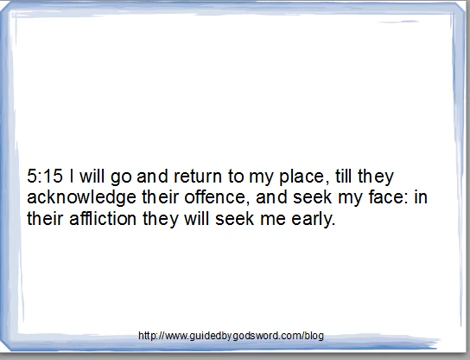 5:15 I will go and return to my place, till they
acknowledge their offence, and seek my face: in
their affliction they will seek me early.
http://www.guidedbygodsword.com/blog